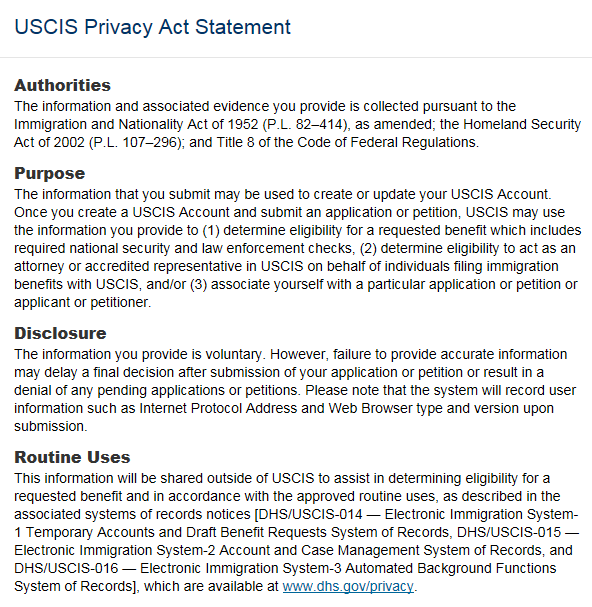 USCIS Privacy Act Statement
Authorities
The information and associated evidence you provide is collected pursuant to the
Immigration and Nationality Act of 1952 (P.L. 82–414), as amended; the Homeland Security
Act of 2002 (P.L. 107–296); and Title 8 of the Code of Federal Regulations.
Purpose
The information that you submit may be used to create or update your USCIS Account.
Once you create a USCIS Account and submit an application or petition, USCIS may use
the information you provide to (1) determine eligibility for a requested benefit which includes
required national security and law enforcement checks, (2) determine eligibility to act as an
attorney or accredited representative in USCIS on behalf of individuals filing immigration
benefits with USCIS, and/or (3) associate yourself with a particular application or petition or
applicant or petitioner.
Disclosure
The information you provide is voluntary. However, failure to provide accurate information
may delay a final decision after submission of your application or petition or result in a
denial of any pending applications or petitions. Please note that the system will record user
information such as Internet Protocol Address and Web Browser type and version upon
submission.
Routine Uses
This information will be shared outside of USCIS to assist in determining eligibility for a
requested benefit and in accordance with the approved routine uses, as described in the
associated systems of records notices [DHS/USCIS-014 — Electronic Immigration System-
1 Temporary Accounts and Draft Benefit Requests System of Records, DHS/USCIS-015 —
Electronic Immigration System-2 Account and Case Management System of Records, and
DHS/USCIS-016 — Electronic Immigration System-3 Automated Background Functions
System of Records], which are available at www.dhs.gov/privacy.